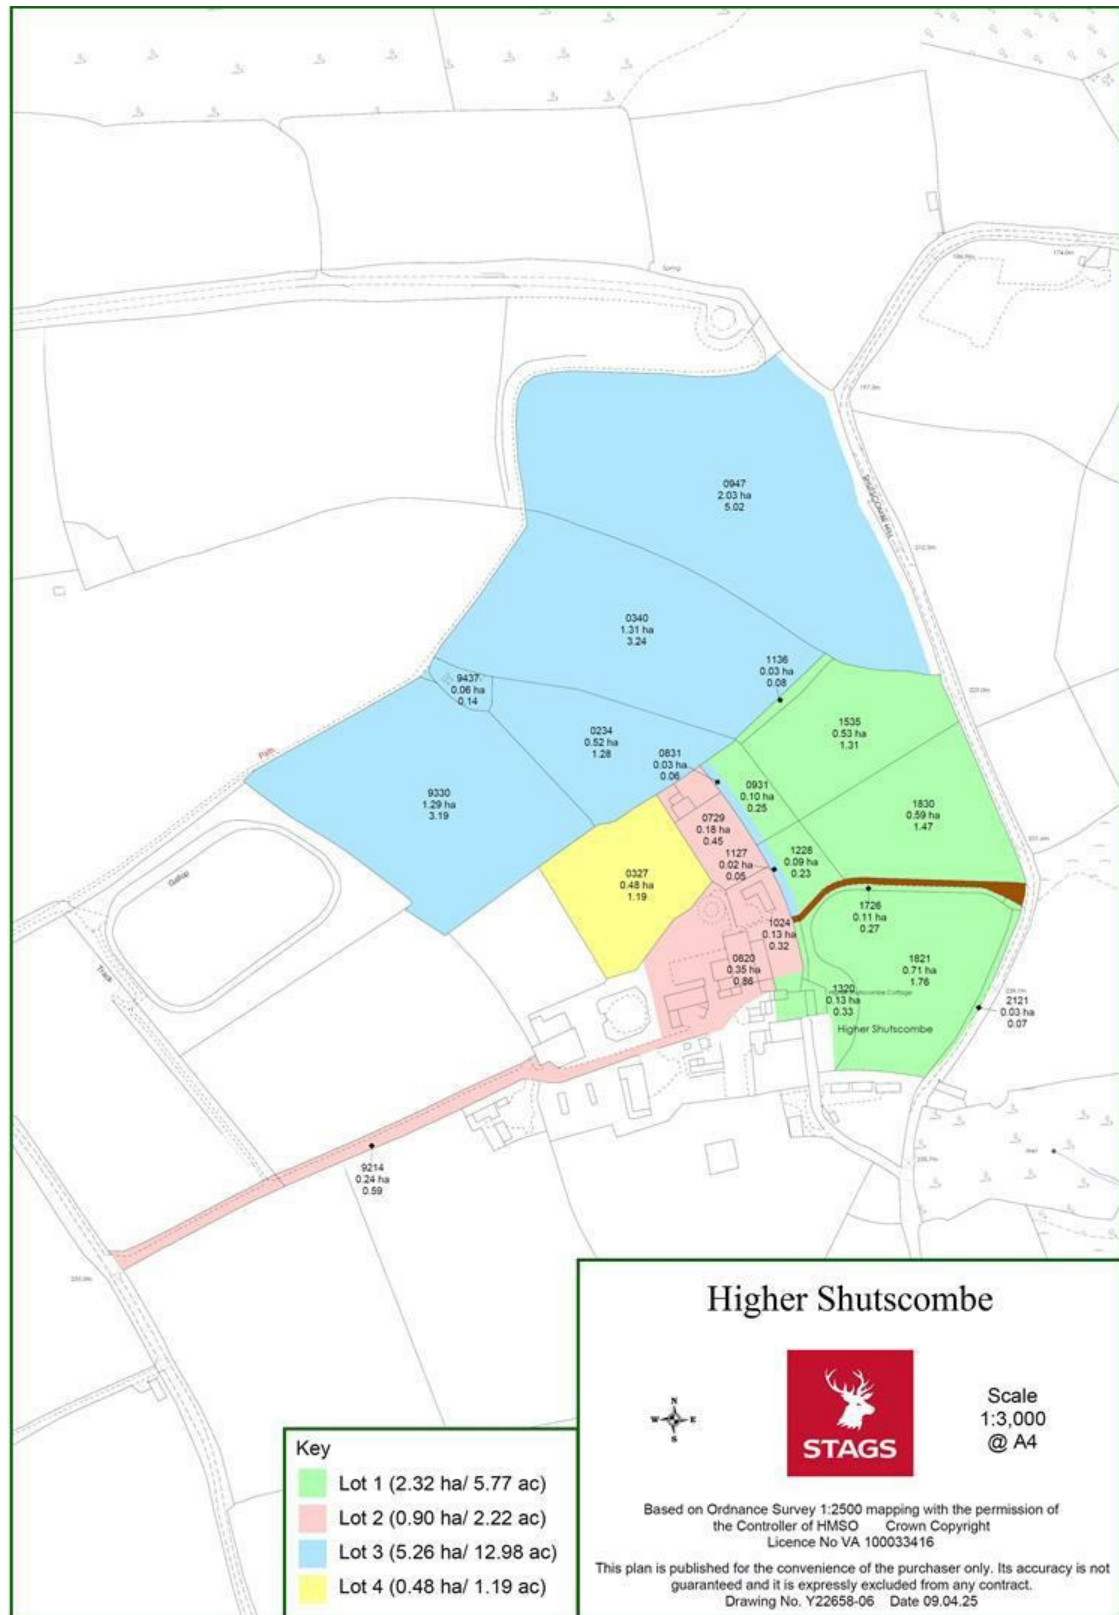 Spring
174.0m
197.3m
SHUTSCOMBE HILL
212.3m
0947
2.03 ha
5.02
0340
1.31 ha
3.24
1136
0.03 ha
0.08
9437
0.06 ha
0.14
223.0m
1535
0.53 ha
1.31
0234
0.52 ha
1.28
0831
0.03 ha
0.06
Path
0931
0.10 ha
0.25
9330
1.29 ha
3.19
1830
0.59 ha
1.47
0729
0.18 ha
0.45
1127
0.02 ha
0.05
1228
0.09 ha
0.23
Gallop
0327
0.48 ha
1.19
1726
0.11 ha
0.27
1024
0.13 ha
0.32
0820
0.35 ha
0.86
1821
0.71 ha
1.76
Track
1320
0.13 ha
0.33
2121
0.03 ha
0.07
Higher Shutscombe
9214
0.24 ha
0.59
Higher Shutscombe
N
W E
S
STAGS
Scale
1:3,000
@ A4
Based on Ordnance Survey 1:2500 mapping with the permission of
the Controller of HMSO Crown Copyright
Licence No VA 100033416
This plan is published for the convenience of the purchaser only. Its accuracy is not
guaranteed and it is expressly excluded from any contract.
Drawing No. Y22658-06 Date 09.04.25
Key
Lot 1 (2.32 ha/ 5.77 ac)
Lot 2 (0.90 ha/ 2.22 ac)
Lot 3 (5.26 ha/ 12.98 ac)
Lot 4 (0.48 ha/ 1.19 ac)